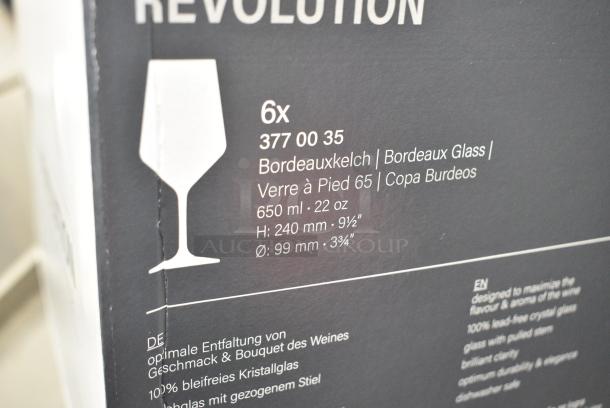 REVOLUTION
6x
377 00 35
Bordeauxkelch | Bordeaux Glass |
Verre à Pied 65 | Copa Burdeos
650 ml · 22 oz
H: 240 mm · 9½"
Ø: 99 mm · 3¾"
AUCTION GROUP
DE
optimale Entfaltung von
Geschmack & Bouquet des Weines
100% bleifreies Kristallglas
mit gezogenem Stiel
EN
designed to maximize the
flavour & aroma of the wine
100% lead-free crystal glass
glass with pulled stem
brilliant clarity
optimum durability & elegance
dishwasher safe